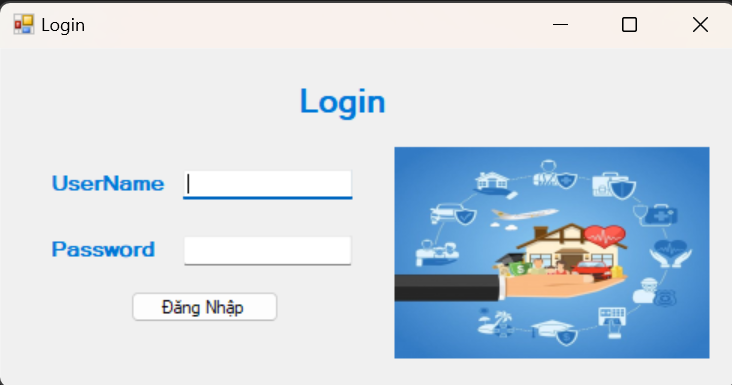 Login
Login
UserName
Password
Đăng Nhập
$